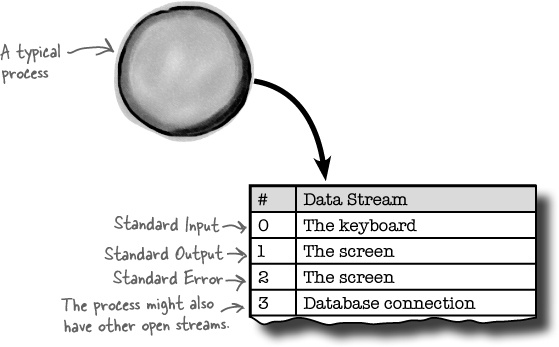 A typical
process
# Data Stream
Standard Input 0 The keyboard
Standard Output 1 The screen
Standard Error 2 The screen
The process might also
have other open streams.
3 Database connection